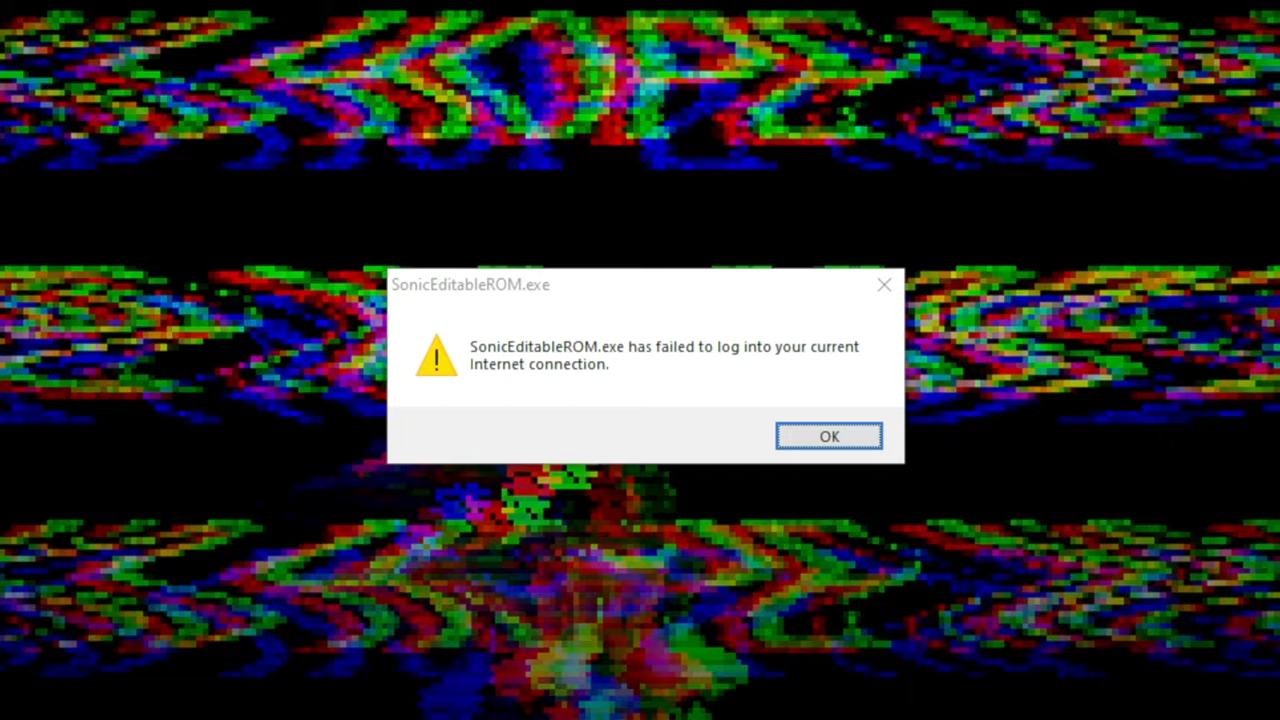 SonicEditableROM.exe
SonicEditableROM.exe has failed to log into your current
Internet connection.
OK